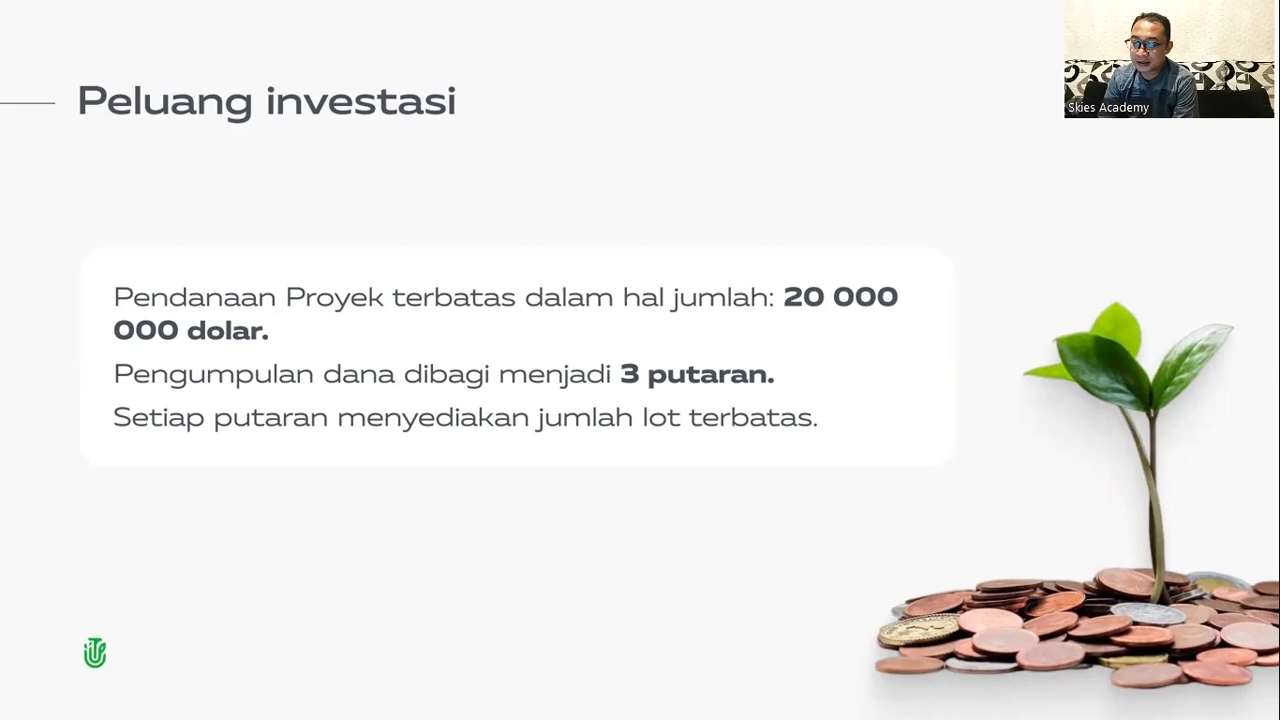 Peluang investasi
Skies Academy
Pendanaan Proyek terbatas dalam hal jumlah: 20 000
000 dolar.
Pengumpulan dana dibagi menjadi 3 putaran.
Setiap putaran menyediakan jumlah lot terbatas.